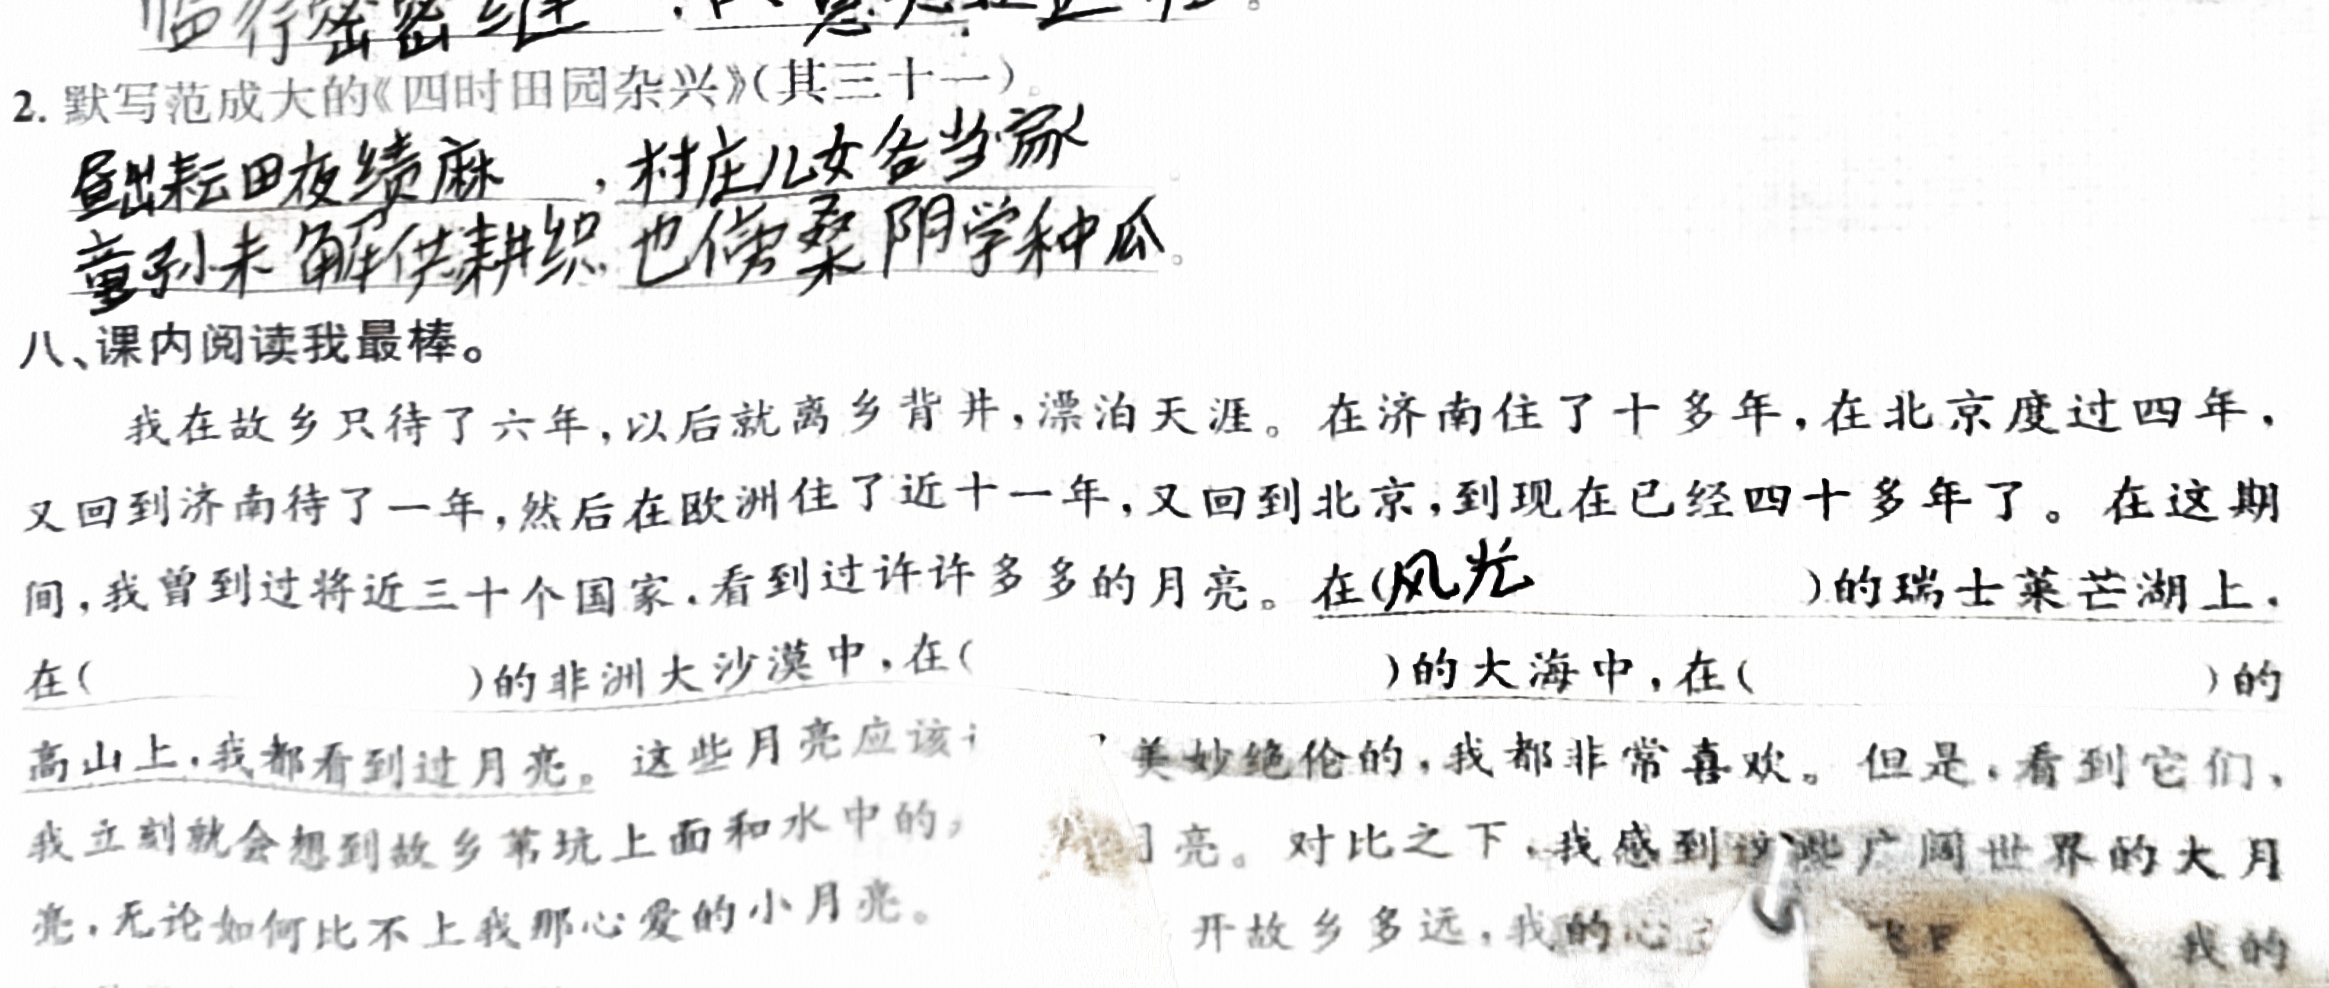 临行密密缝
2. 默写范成大的《四时田园杂兴》(其三十一)。
昼出耘田夜绩麻,村庄儿女各当家
童孙未解供耕织 也傍桑阴学种瓜。
八、课内阅读我最棒。
我在故乡只待了六年,以后就离乡背井,漂泊天涯。在济南住了十多年,在北京度过四年,
又回到济南待了一年,然后在欧洲住了近十一年,又回到北京,到现在已经四十多年了。在这期
间,我曾到过将近三十个国家,看到过许许多多的月亮。在(风光 )的瑞士莱芒湖上,
在( )的非洲大沙漠中,在( )的大海中,在( )的
高山上,我都看到过月亮。这些月亮应该 美妙绝伦的,我都非常喜欢。但是,看到它们,
我立刻就会想到故乡苇坑上面和水中的, 亮。对比之下,我感到这些广阔世界的大月
亮,无论如何比不上我那心爱的小月亮。 开故乡多远,我的心 飞 我的